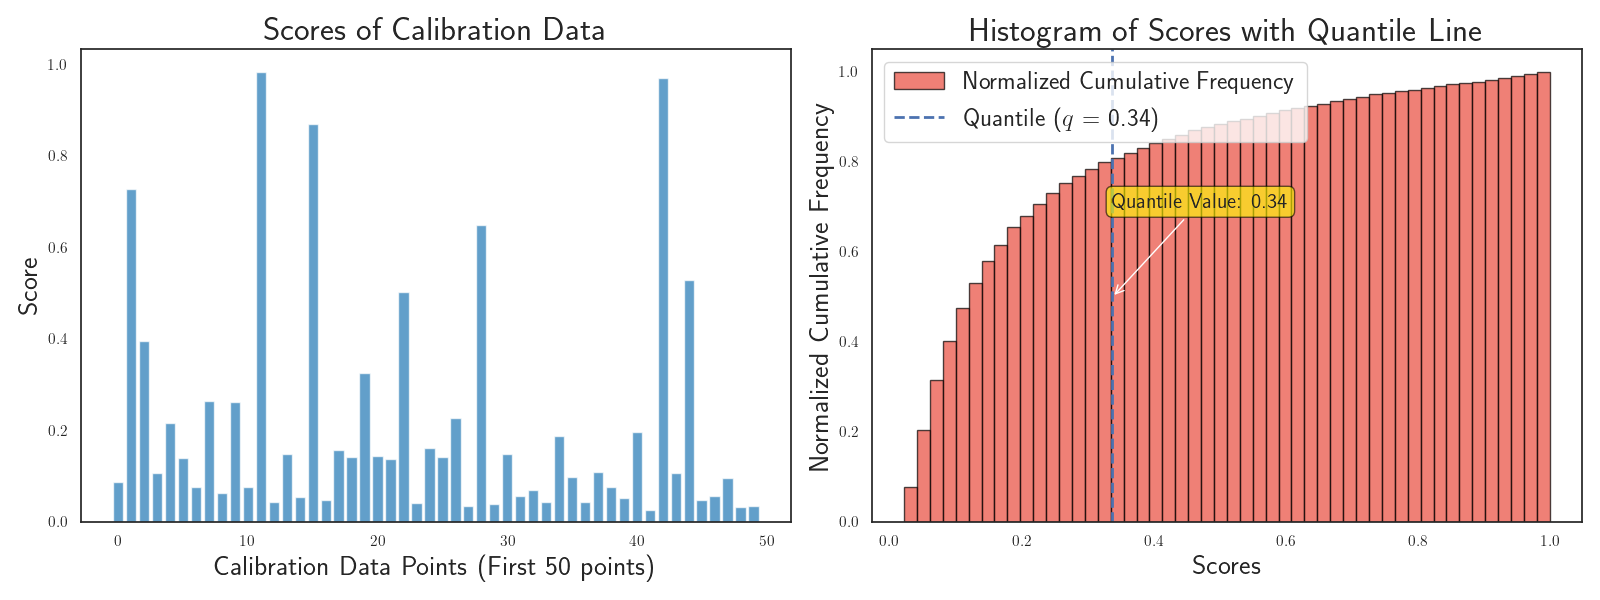 Scores of Calibration Data
1.0
0.8
0.6
0.4
0.2
0.0
Score
0 10 20 30 40 50
Calibration Data Points (First 50 points)
Histogram of Scores with Quantile Line
Normalized Cumulative Frequency
Quantile (q = 0.34)
Quantile Value: 0.34
1.0
0.8
0.6
0.4
0.2
0.0
Normalized Cumulative Frequency
0.0 0.2 0.4 0.6 0.8 1.0
Scores